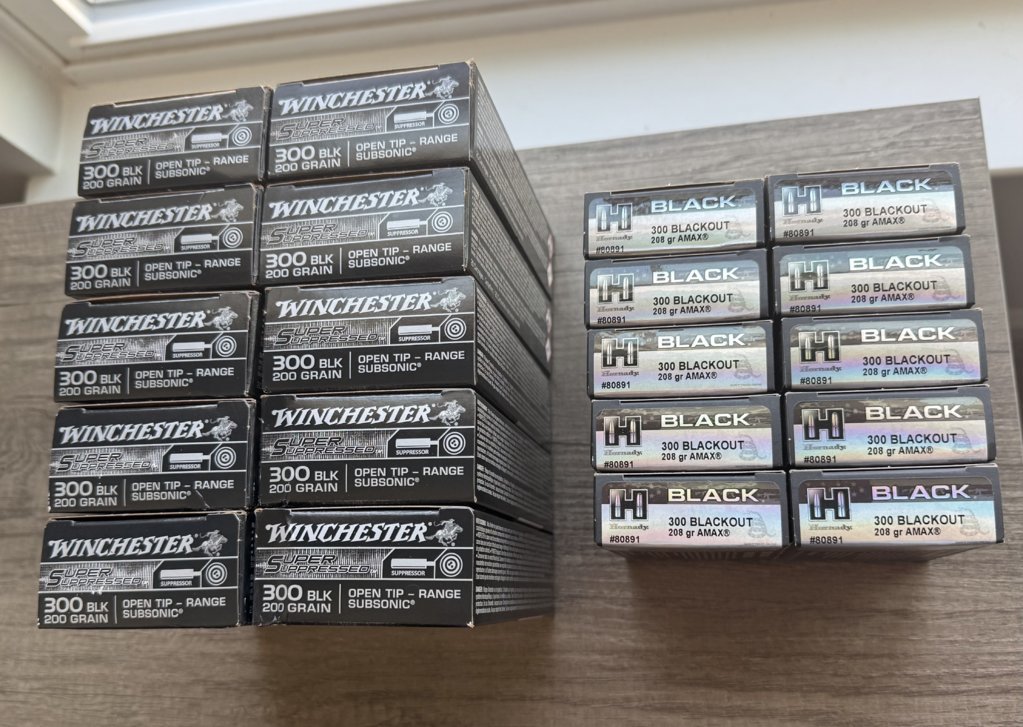 WINCHESTER®
SUPER SUPPRESSED
SUPPRESSOR
300 BLK
200 GRAIN
OPEN TIP – RANGE
SUBSONIC®
WINCHESTER®
SUPER SUPPRESSED
SUPPRESSOR
300 BLK
200 GRAIN
OPEN TIP – RANGE
SUBSONIC®
WINCHESTER®
SUPER SUPPRESSED
SUPPRESSOR
300 BLK
200 GRAIN
OPEN TIP – RANGE
SUBSONIC®
WINCHESTER®
SUPER SUPPRESSED
SUPPRESSOR
300 BLK
200 GRAIN
OPEN TIP – RANGE
SUBSONIC®
WINCHESTER®
SUPER SUPPRESSED
SUPPRESSOR
300 BLK
200 GRAIN
OPEN TIP – RANGE
SUBSONIC®
WINCHESTER®
SUPER SUPPRESSED
SUPPRESSOR
300 BLK
200 GRAIN
OPEN TIP – RANGE
SUBSONIC®
WINCHESTER®
SUPER SUPPRESSED
SUPPRESSOR
300 BLK
200 GRAIN
OPEN TIP – RANGE
SUBSONIC®
WINCHESTER®
SUPER SUPPRESSED
SUPPRESSOR
300 BLK
200 GRAIN
OPEN TIP – RANGE
SUBSONIC®
WINCHESTER®
SUPER SUPPRESSED
SUPPRESSOR
300 BLK
200 GRAIN
OPEN TIP – RANGE
SUBSONIC®
WINCHESTER®
SUPER SUPPRESSED
SUPPRESSOR
300 BLK
200 GRAIN
OPEN TIP – RANGE
SUBSONIC®
H BLACK
Hornady
300 BLACKOUT
208 gr AMAX®
#80891
H BLACK
Hornady
300 BLACKOUT
208 gr AMAX®
#80891
H BLACK
Hornady
300 BLACKOUT
208 gr AMAX®
#80891
H BLACK
Hornady
300 BLACKOUT
208 gr AMAX®
#80891
H BLACK
Hornady
300 BLACKOUT
208 gr AMAX®
#80891
H BLACK
Hornady
300 BLACKOUT
208 gr AMAX®
#80891
H BLACK
Hornady
300 BLACKOUT
208 gr AMAX®
#80891
H BLACK
Hornady
300 BLACKOUT
208 gr AMAX®
#80891
H BLACK
Hornady
300 BLACKOUT
208 gr AMAX®
#80891
H BLACK
Hornady
300 BLACKOUT
208 gr AMAX®
#80891